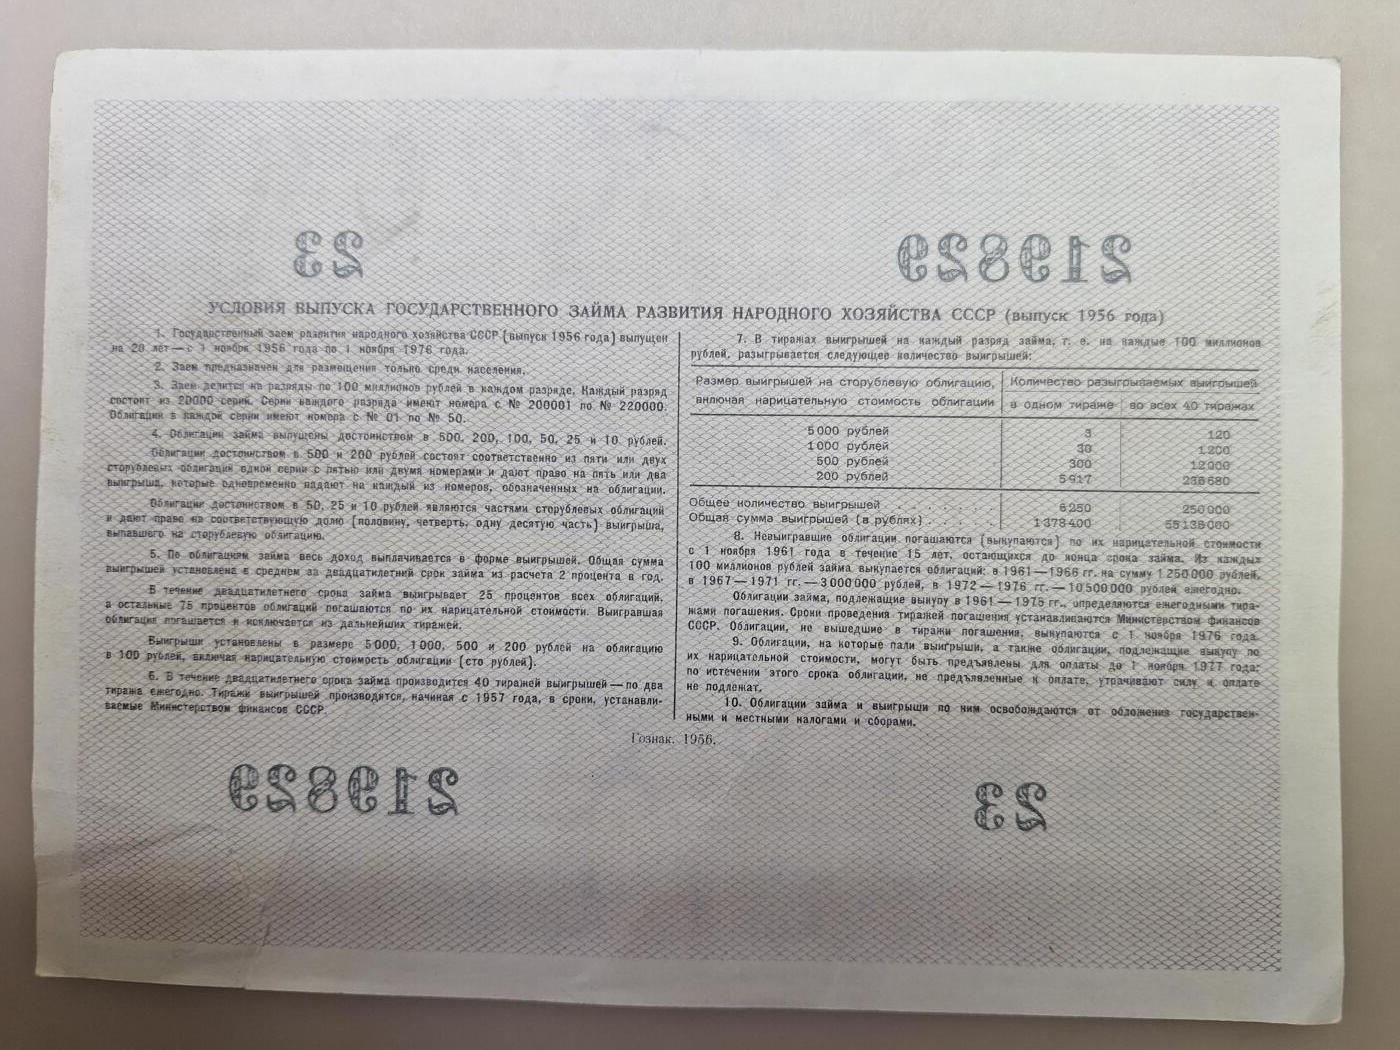 23 219829
УСЛОВИЯ ВЫПУСКА ГОСУДАРСТВЕННОГО ЗАЙМА РАЗВИТИЯ НАРОДНОГО ХОЗЯЙСТВА СССР (выпуск 1956 года)
1. Государственный заем развития народного хозяйства СССР (выпуск 1956 года) выпущен
на 20 лет — с 1 ноября 1956 года по 1 ноября 1976 года.
2. Заем предназначен для размещения только среди населения.
3. Заем делится на разряды по 100 миллионов рублей в каждом разряде. Каждый разряд
состоит из 20000 серий. Серии каждого разряда имеют номера с № 200001 по № 220000.
Облигации в каждой серии имеют номера с № 01 по № 50.
4. Облигации займа выпущены достоинством в 500, 200, 100, 50, 25 и 10 рублей.
Облигации достоинством в 500 и 200 рублей состоят соответственно из пяти или двух
сторублевых облигаций одной серии с пятью или двумя номерами и дают право на пять или два
выигрыша, которые одновременно падают на каждый из номеров, обозначенных на облигации.
Облигации достоинством в 50, 25 и 10 рублей являются частями сторублевых облигаций
и дают право на соответствующую долю (половину, четверть, одну десятую часть) выигрыша,
выпавшего на сторублевую облигацию.
5. По облигациям займа весь доход выплачивается в форме выигрышей. Общая сумма
выигрышей установлена в среднем за двадцатилетний срок займа из расчета 2 процента в год.
В течение двадцатилетнего срока займа выигрывает 25 процентов всех облигаций,
а остальные 75 процентов облигаций погашаются по их нарицательной стоимости. Выигравшая
облигация погашается и исключается из дальнейших тиражей.
Выигрыши установлены в размере 5000, 1000, 500 и 200 рублей на облигацию
в 100 рублей, включая нарицательную стоимость облигации (сто рублей).
6. В течение двадцатилетнего срока займа производится 40 тиражей выигрышей — по два
тиража ежегодно. Тиражи выигрышей производятся, начиная с 1957 года, в сроки, устанавли-
ваемые Министерством финансов СССР.
7. В тиражах выигрышей на каждый разряд займа, т. е. на каждые 100 миллионов
рублей, разыгрывается следующее количество выигрышей:
Размер выигрышей на сторублевую облигацию, Количество разыгрываемых выигрышей
включая нарицательную стоимость облигации в одном тираже во всех 40 тиражах
5000 рублей 3 120
1000 рублей 30 1200
500 рублей 300 12000
200 рублей 5917 236680
Общее количество выигрышей . . . . . . 6250 250000
Общая сумма выигрышей (в рублях) . . . . 1378400 55136000
8. Невыигравшие облигации погашаются (выкупаются) по их нарицательной стоимости
с 1 ноября 1961 года в течение 15 лет, остающихся до конца срока займа. Из каждых
100 миллионов рублей займа выкупается облигаций: в 1961—1966 гг. на сумму 1250000 рублей,
в 1967—1971 гг. — 3000000 рублей, в 1972—1976 гг. — 10500000 рублей ежегодно.
Облигации займа, подлежащие выкупу в 1961—1975 гг., определяются ежегодными тира-
жами погашения. Сроки проведения тиражей погашения устанавливаются Министерством финансов
СССР. Облигации, не вышедшие в тиражи погашения, выкупаются с 1 ноября 1976 года.
9. Облигации, на которые пали выигрыши, а также облигации, подлежащие выкупу по
их нарицательной стоимости, могут быть предъявлены для оплаты до 1 ноября 1977 года;
по истечении этого срока облигации, не предъявленные к оплате, утрачивают силу и оплате
не подлежат.
10. Облигации займа и выигрыши по ним освобождаются от обложения государствен-
ными и местными налогами и сборами.
Гознак. 1956.
219829 23